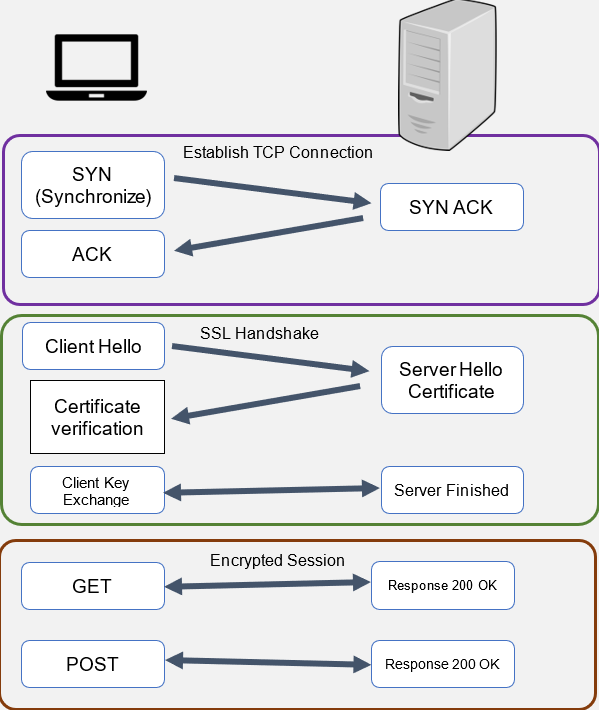 Establish TCP Connection
SYN
(Synchronize)
SYN ACK
ACK
SSL Handshake
Client Hello
Server Hello
Certificate
Certificate
verification
Client Key
Exchange
Server Finished
Encrypted Session
GET
Response 200 OK
POST
Response 200 OK